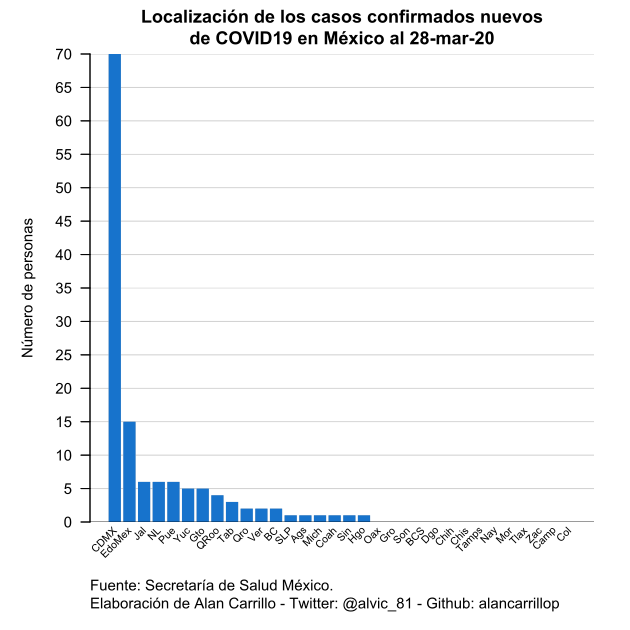 Localización de los casos confirmados nuevos
de COVID19 en México al 28-mar-20
Número de personas
70
65
60
55
50
45
40
35
30
25
20
15
10
5
0
CDMX
EdoMex
Jal
NL
Pue
Yuc
Gto
QRoo
Tab
Qro
Ver
BC
SLP
Ags
Mich
Coah
Sin
Hgo
Oax
Gro
Son
BCS
Dgo
Chih
Chis
Tamps
Nay
Mor
Tlax
Zac
Camp
Col
Fuente: Secretaría de Salud México.
Elaboración de Alan Carrillo - Twitter: @alvic_81 - Github: alancarrillop